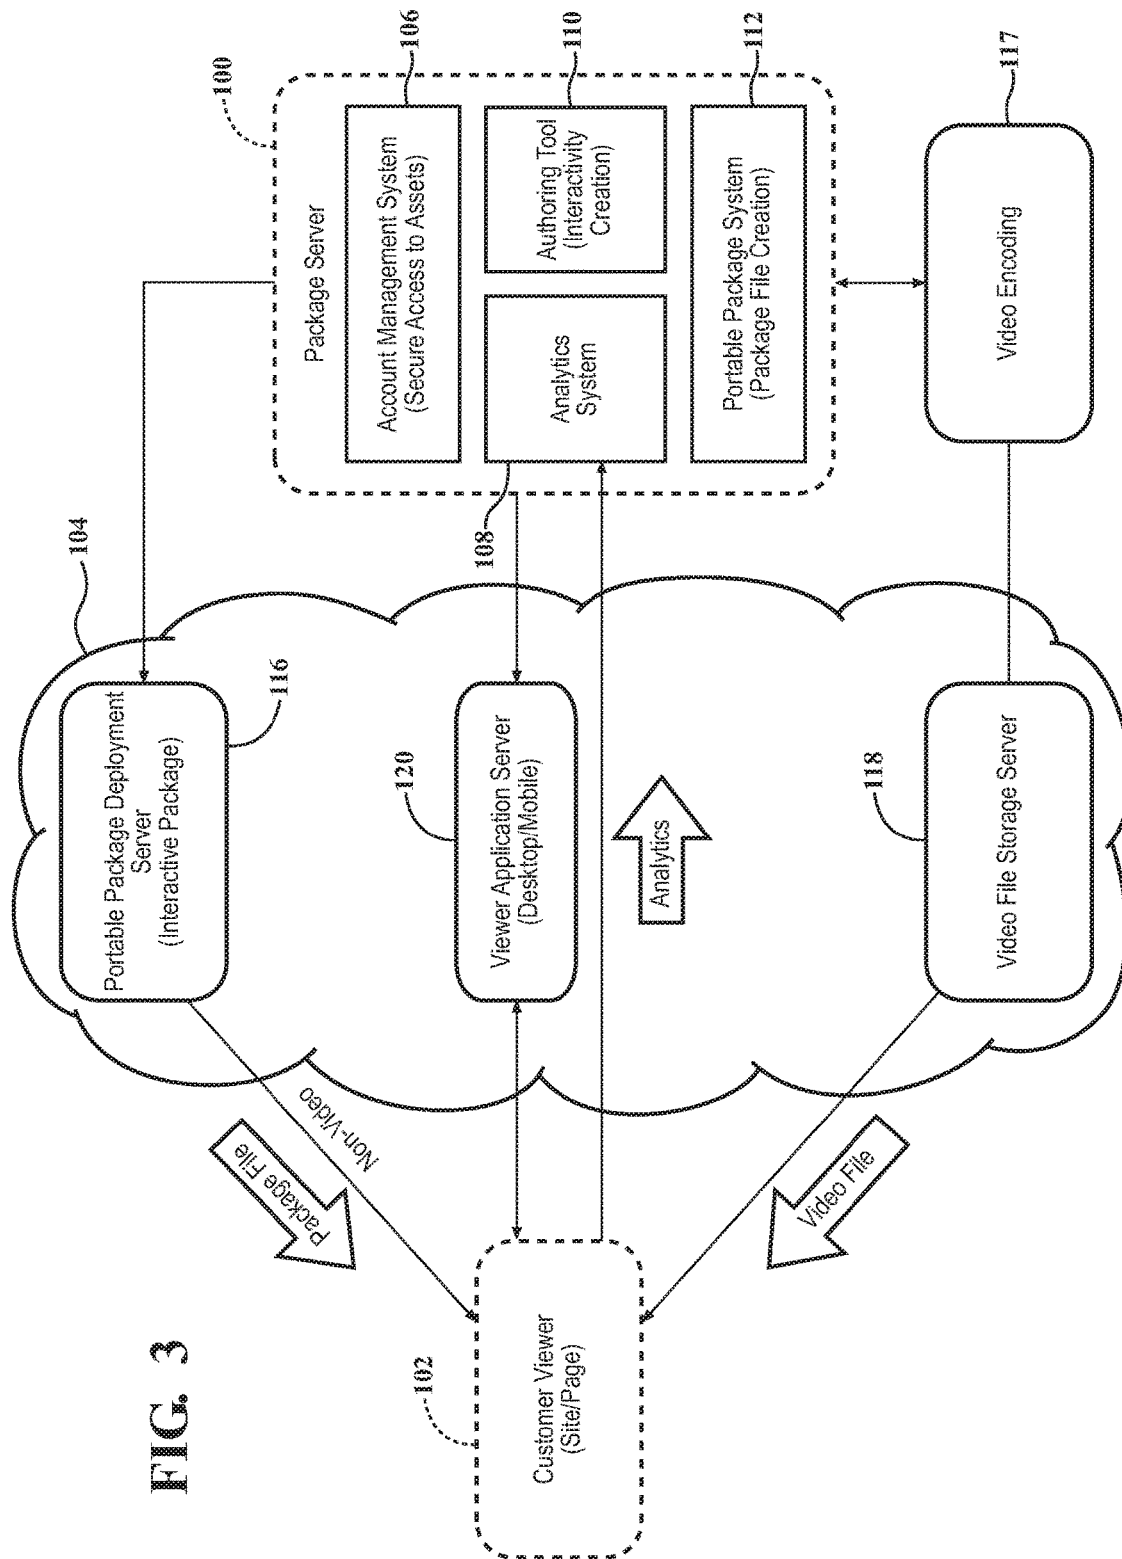 FIG. 3
102
Customer Viewer
(Site/Page)
Package File
Non-Video
Video File
104
Portable Package Deployment
Server
(Interactive Package)
116
120
Viewer Application Server
(Desktop/Mobile)
Analytics
118
Video File Storage Server
100
Package Server
106
Account Management System
(Secure Access to Assets)
108
Analytics
System
110
Authoring Tool
(Interactivity
Creation)
112
Portable Package System
(Package File Creation)
117
Video Encoding